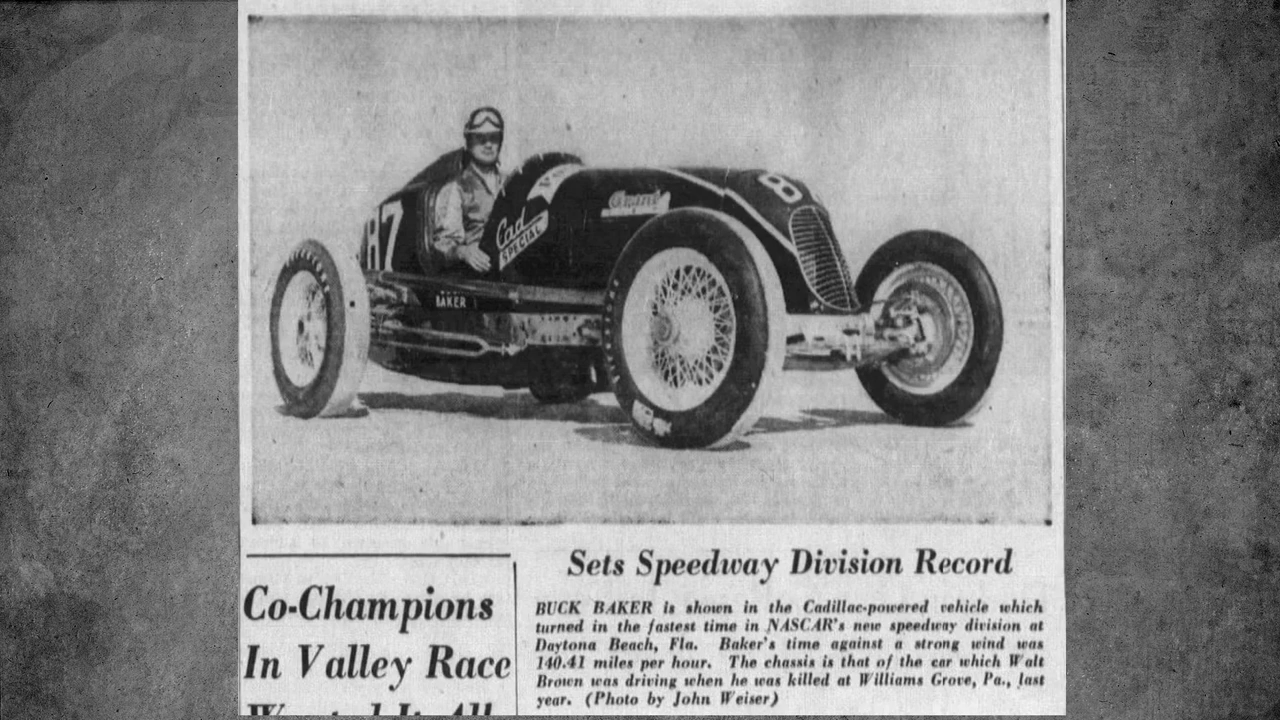 87
8
Cad
SPECIAL
BAKER
Sets Speedway Division Record
BUCK BAKER is shown in the Cadillac-powered vehicle which
turned in the fastest time in NASCAR's new speedway division at
Daytona Beach, Fla. Baker's time against a strong wind was
140.41 miles per hour. The chassis is that of the car which Walt
Brown was driving when he was killed at Williams Grove, Pa., last
year. (Photo by John Weiser)
Co-Champions
In Valley Race